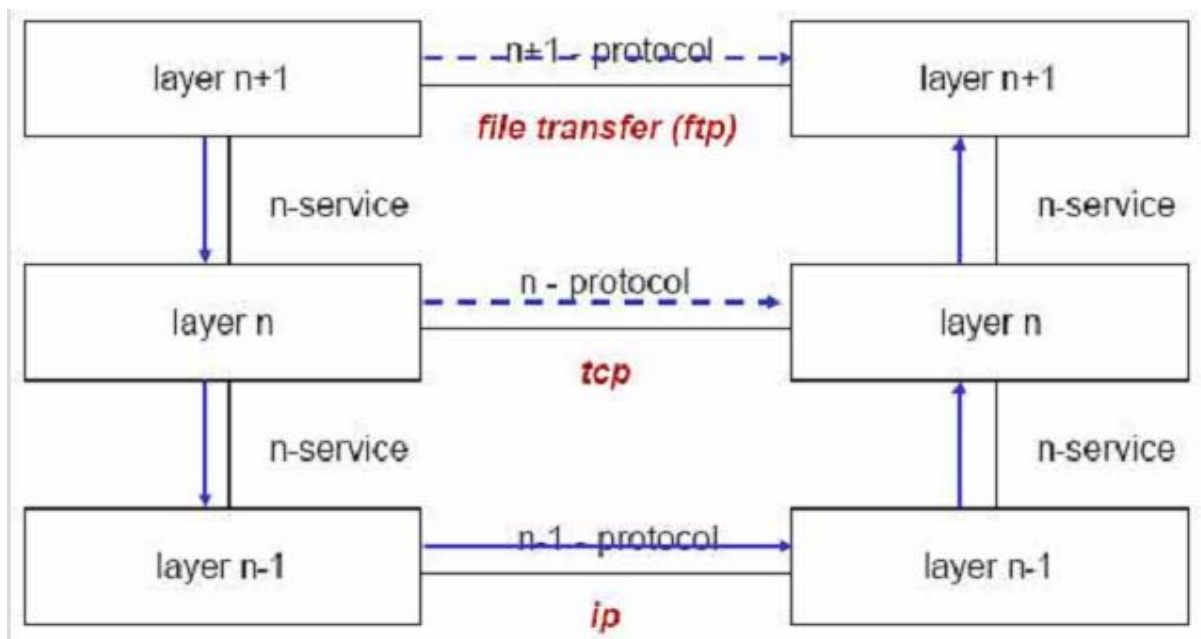 n+1 - protocol
layer n+1
layer n+1
file transfer (ftp)
n-service
n-service
n - protocol
layer n
layer n
tcp
n-service
n-service
n-1 - protocol
layer n-1
layer n-1
ip